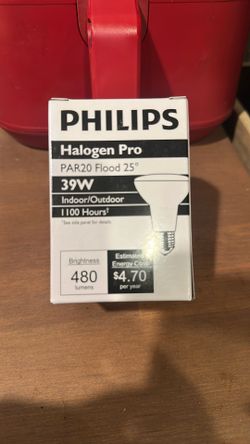 PHILIPS
Halogen Pro
PAR20 Flood 25°
39W
Indoor/Outdoor
1100 Hours‡
*See side panel for details
Brightness
480
lumens
Estimated
Energy Cost
$4.70
per year